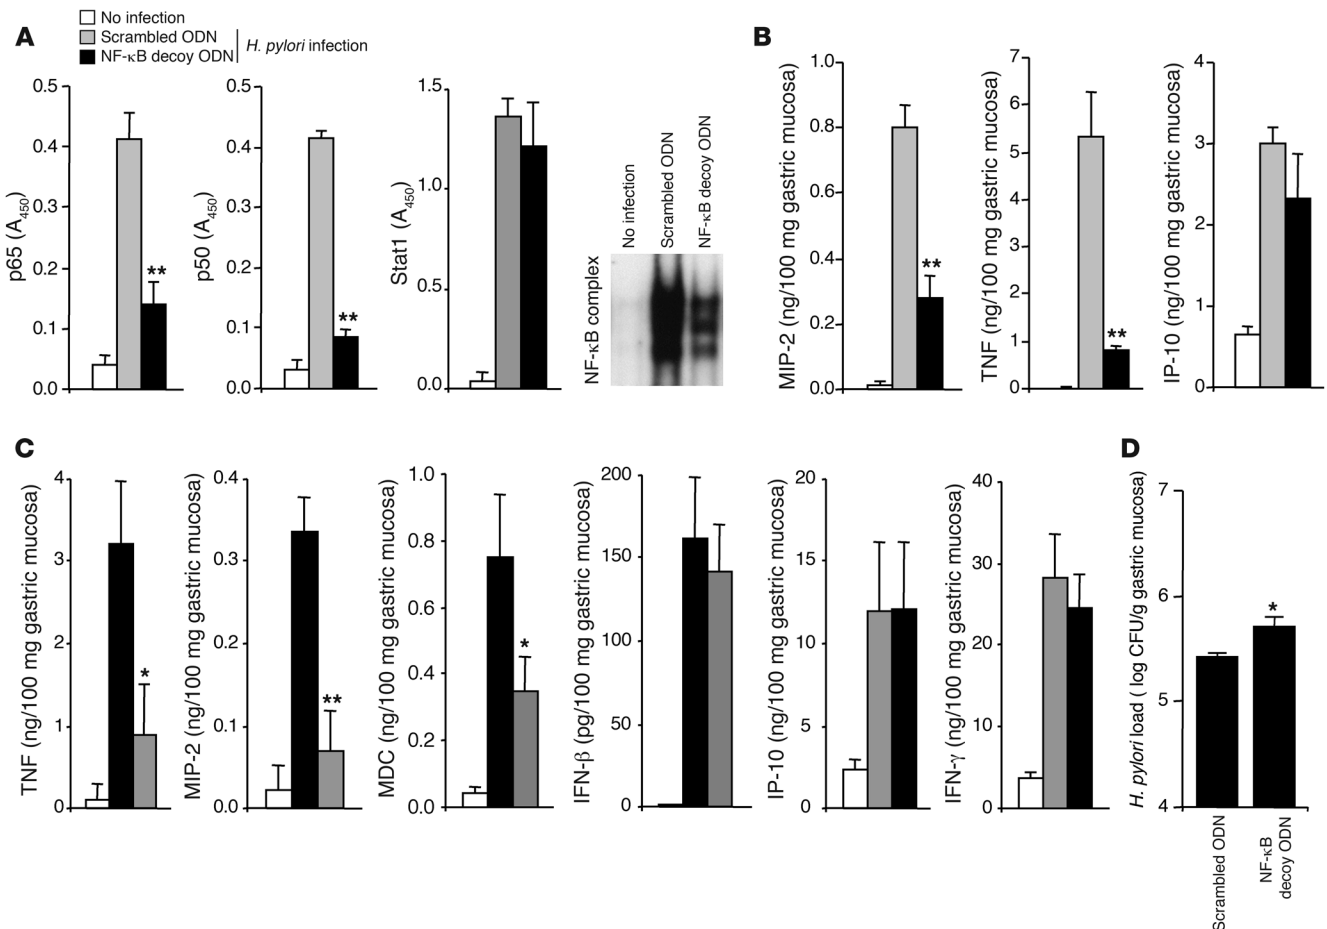 A
No infection
Scrambled ODN
NF-κB decoy ODN
H. pylori infection
p65 (A450)
0.5
0.4
0.3
0.2
0.1
0.0
**
p50 (A450)
0.5
0.4
0.3
0.2
0.1
0.0
**
Stat1 (A450)
1.5
1.0
0.5
0.0
NF-κB complex
No infection
Scrambled ODN
NF-κB decoy ODN
B
MIP-2 (ng/100 mg gastric mucosa)
1.0
0.8
0.6
0.4
0.2
0.0
**
TNF (ng/100 mg gastric mucosa)
7
6
5
4
3
2
1
0
**
IP-10 (ng/100 mg gastric mucosa)
4
3
2
1
0
C
TNF (ng/100 mg gastric mucosa)
4
3
2
1
0
*
MIP-2 (ng/100 mg gastric mucosa)
0.4
0.3
0.2
0.1
0.0
**
MDC (ng/100 mg gastric mucosa)
1.0
0.8
0.6
0.4
0.2
0.0
*
IFN-β (pg/100 mg gastric mucosa)
200
150
100
50
0
IP-10 (ng/100 mg gastric mucosa)
20
15
10
5
0
IFN-γ (ng/100 mg gastric mucosa)
40
30
20
10
0
D
H. pylori load ( log CFU/g gastric mucosa)
7
6
5
4
*
Scrambled ODN
NF-κB
decoy ODN